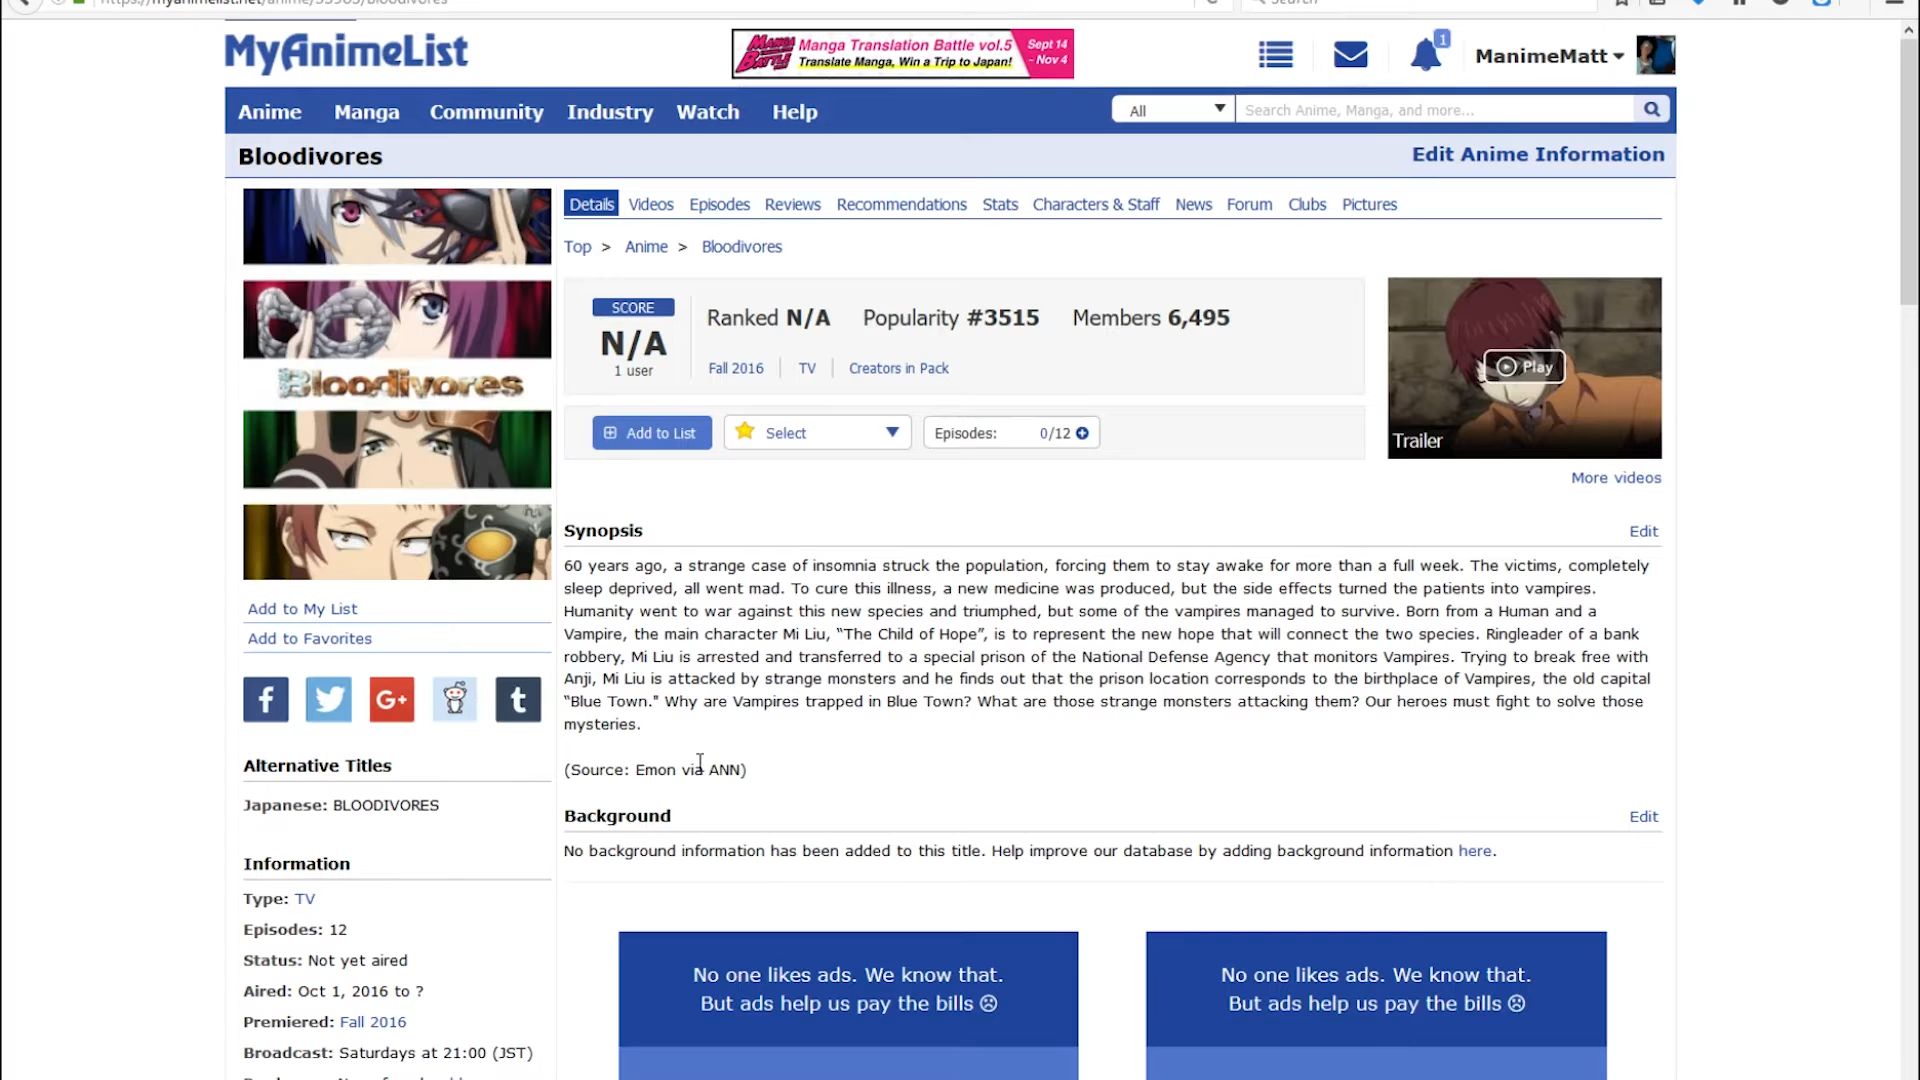 MyAnimeList
MANGA BATTLE
Manga Translation Battle vol.5
Translate Manga, Win a Trip to Japan!
Sept 14
- Nov 4
1
ManimeMatt
Anime Manga Community Industry Watch Help
All
Search Anime, Manga, and more...
Bloodivores
Edit Anime Information
Details Videos Episodes Reviews Recommendations Stats Characters & Staff News Forum Clubs Pictures
Top > Anime > Bloodivores
SCORE
N/A
1 user
Ranked N/A Popularity #3515 Members 6,495
Fall 2016 TV Creators in Pack
Add to List
Select
Episodes: 0/12
Play
Trailer
More videos
Bloodivores
Synopsis
Edit
60 years ago, a strange case of insomnia struck the population, forcing them to stay awake for more than a full week. The victims, completely
sleep deprived, all went mad. To cure this illness, a new medicine was produced, but the side effects turned the patients into vampires.
Humanity went to war against this new species and triumphed, but some of the vampires managed to survive. Born from a Human and a
Vampire, the main character Mi Liu, “The Child of Hope”, is to represent the new hope that will connect the two species. Ringleader of a bank
robbery, Mi Liu is arrested and transferred to a special prison of the National Defense Agency that monitors Vampires. Trying to break free with
Anji, Mi Liu is attacked by strange monsters and he finds out that the prison location corresponds to the birthplace of Vampires, the old capital
“Blue Town." Why are Vampires trapped in Blue Town? What are those strange monsters attacking them? Our heroes must fight to solve those
mysteries.
(Source: Emon via ANN)
Background
Edit
No background information has been added to this title. Help improve our database by adding background information here.
Add to My List
Add to Favorites
Alternative Titles
Japanese: BLOODIVORES
Information
Type: TV
Episodes: 12
Status: Not yet aired
Aired: Oct 1, 2016 to ?
Premiered: Fall 2016
Broadcast: Saturdays at 21:00 (JST)
No one likes ads. We know that.
But ads help us pay the bills
No one likes ads. We know that.
But ads help us pay the bills